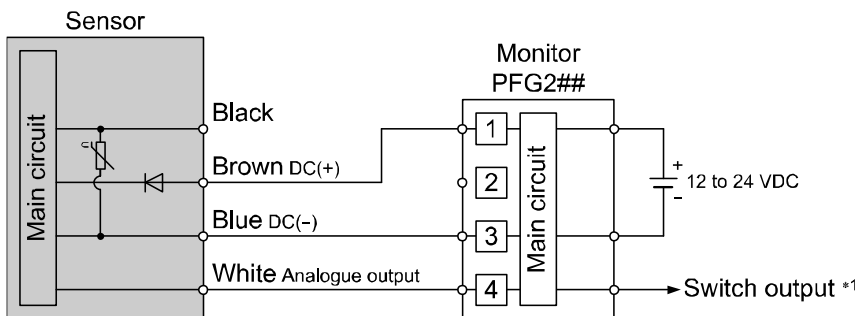 Sensor
Main circuit
U
Black
Brown DC(+)
Blue DC(−)
White Analogue output
Monitor
PFG2##
1
2
3
4
Main circuit
+
12 to 24 VDC
-
Switch output *1